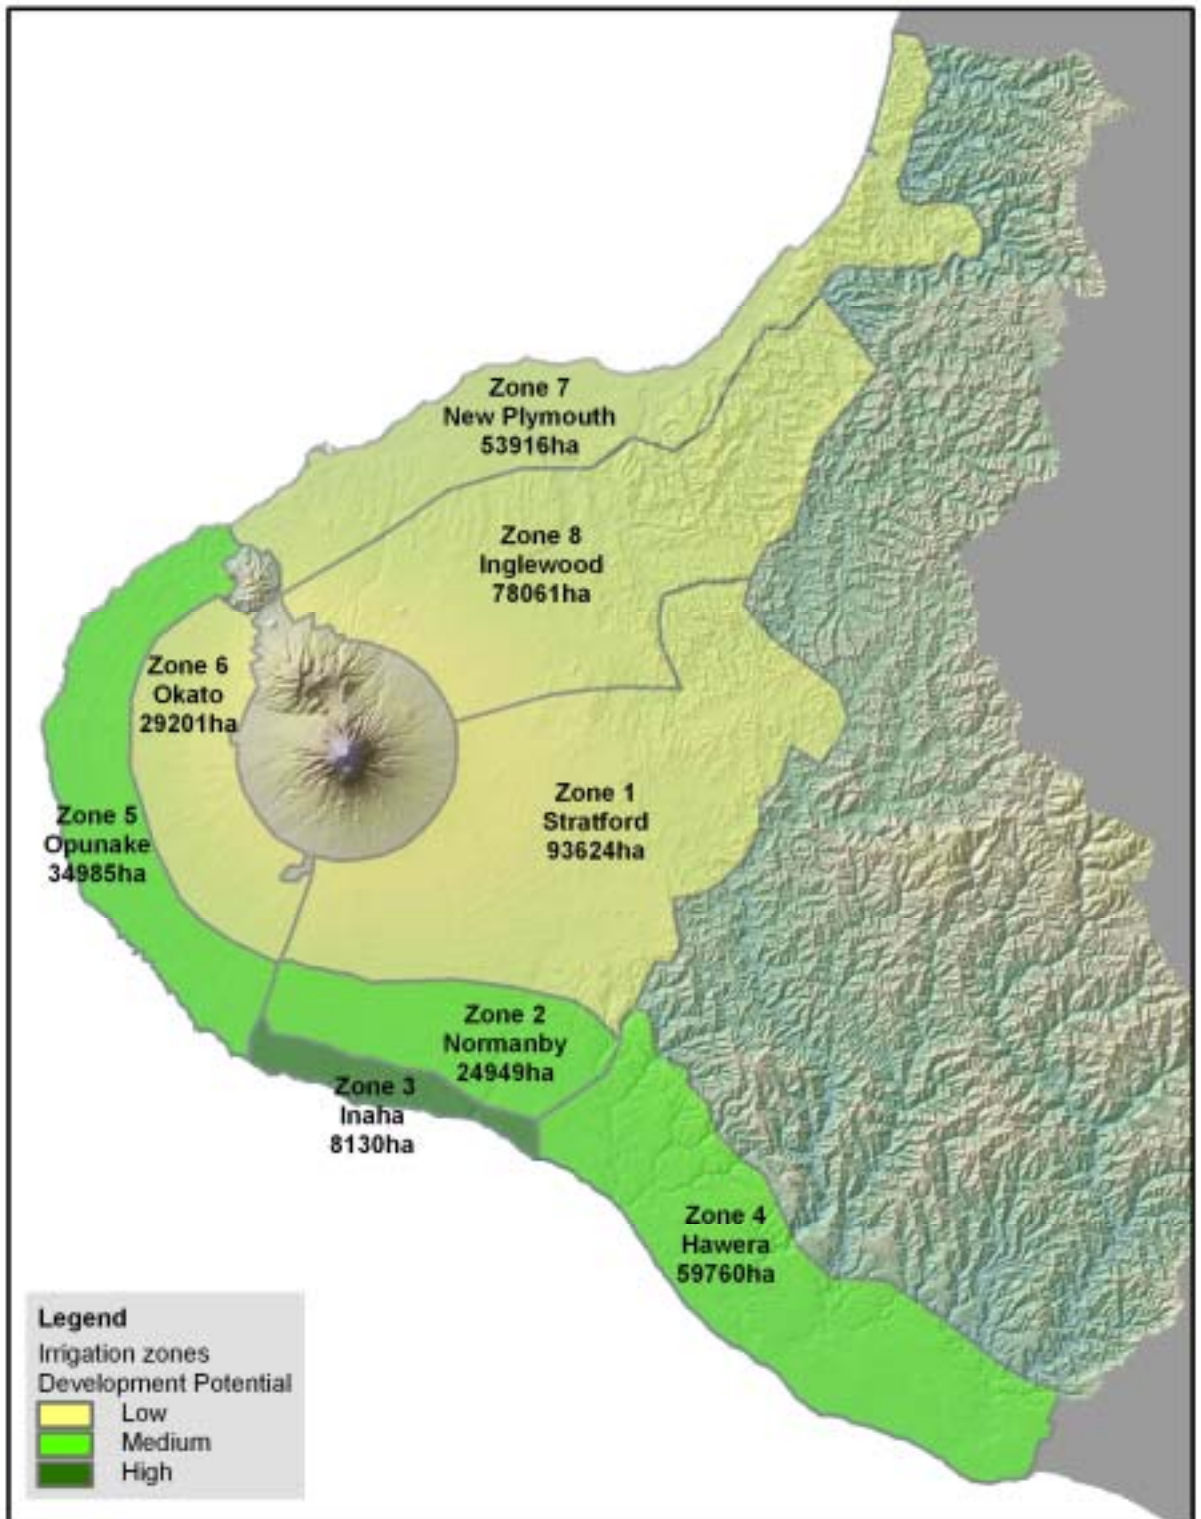 Zone 7
New Plymouth
53916ha
Zone 8
Inglewood
78061ha
Zone 6
Okato
29201ha
Zone 1
Stratford
93624ha
Zone 5
Opunake
34985ha
Zone 2
Normanby
24949ha
Zone 3
Inaha
8130ha
Zone 4
Hawera
59760ha
Legend
Irrigation zones
Development Potential
Low
Medium
High